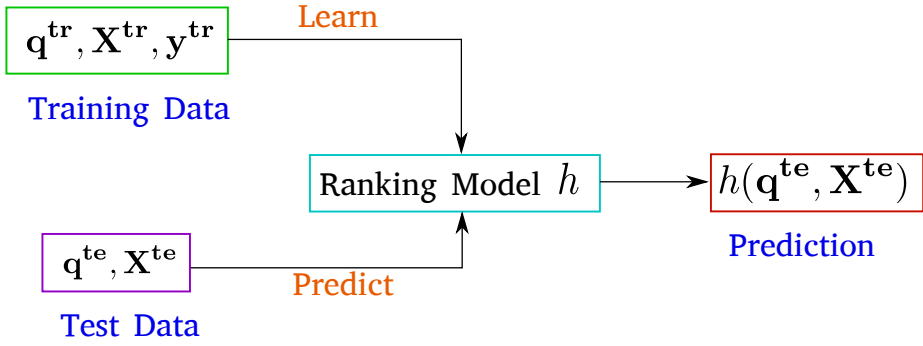 Learn
q^tr, X^tr, y^tr
Training Data
Ranking Model h
h(q^te, X^te)
q^te, X^te
Predict
Prediction
Test Data